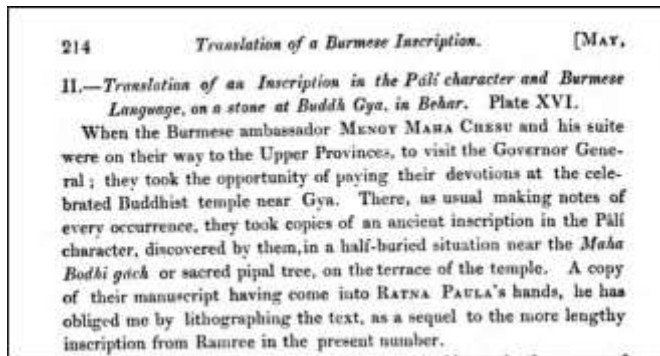 214 Translation of a Burmese Inscription. [MAY,
II.—Translation of an Inscription in the Pálí character and Burmese
Language, on a stone at Buddh Gya, in Behar. Plate XVI.
When the Burmese ambassador MENGY MAHA CHESU and his suite
were on their way to the Upper Provinces, to visit the Governor Gene-
ral; they took the opportunity of paying their devotions at the cele-
brated Buddhist temple near Gya. There, as usual making notes of
every occurrence, they took copies of an ancient inscription in the Pálí
character, discovered by them, in a half-buried situation near the Maha
Bodhi gách or sacred pipal tree, on the terrace of the temple. A copy
of their manuscript having come into RATNA PAULA's hands, he has
obliged me by lithographing the text, as a sequel to the more lengthy
inscription from Ramree in the present number.